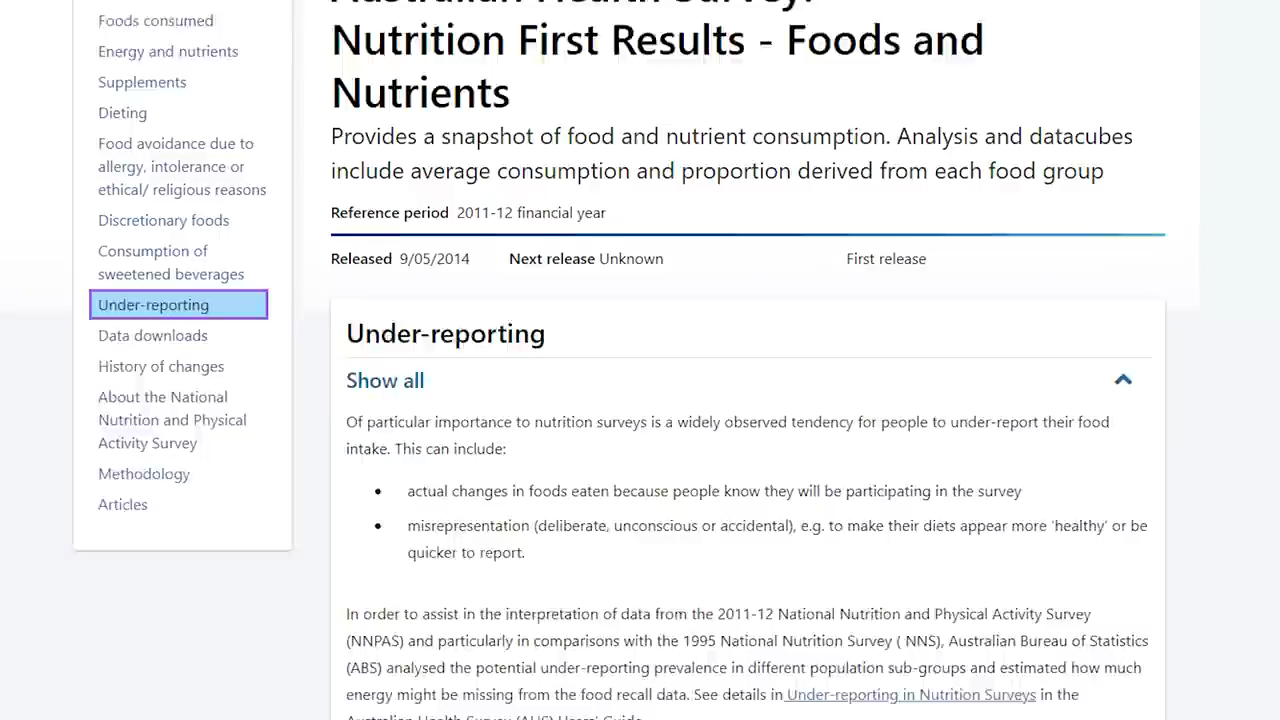 Foods consumed
Energy and nutrients
Supplements
Dieting
Food avoidance due to
allergy, intolerance or
ethical/ religious reasons
Discretionary foods
Consumption of
sweetened beverages
Under-reporting
Data downloads
History of changes
About the National
Nutrition and Physical
Activity Survey
Methodology
Articles
Australian Health Survey:
Nutrition First Results - Foods and
Nutrients
Provides a snapshot of food and nutrient consumption. Analysis and datacubes
include average consumption and proportion derived from each food group
Reference period 2011-12 financial year
Released 9/05/2014 Next release Unknown First release
Under-reporting
Show all
Of particular importance to nutrition surveys is a widely observed tendency for people to under-report their food
intake. This can include:
• actual changes in foods eaten because people know they will be participating in the survey
• misrepresentation (deliberate, unconscious or accidental), e.g. to make their diets appear more ‘healthy’ or be
quicker to report.
In order to assist in the interpretation of data from the 2011-12 National Nutrition and Physical Activity Survey
(NNPAS) and particularly in comparisons with the 1995 National Nutrition Survey ( NNS), Australian Bureau of Statistics
(ABS) analysed the potential under-reporting prevalence in different population sub-groups and estimated how much
energy might be missing from the food recall data. See details in Under-reporting in Nutrition Surveys in the
Australian Health Survey (AHS) Users' Guide.